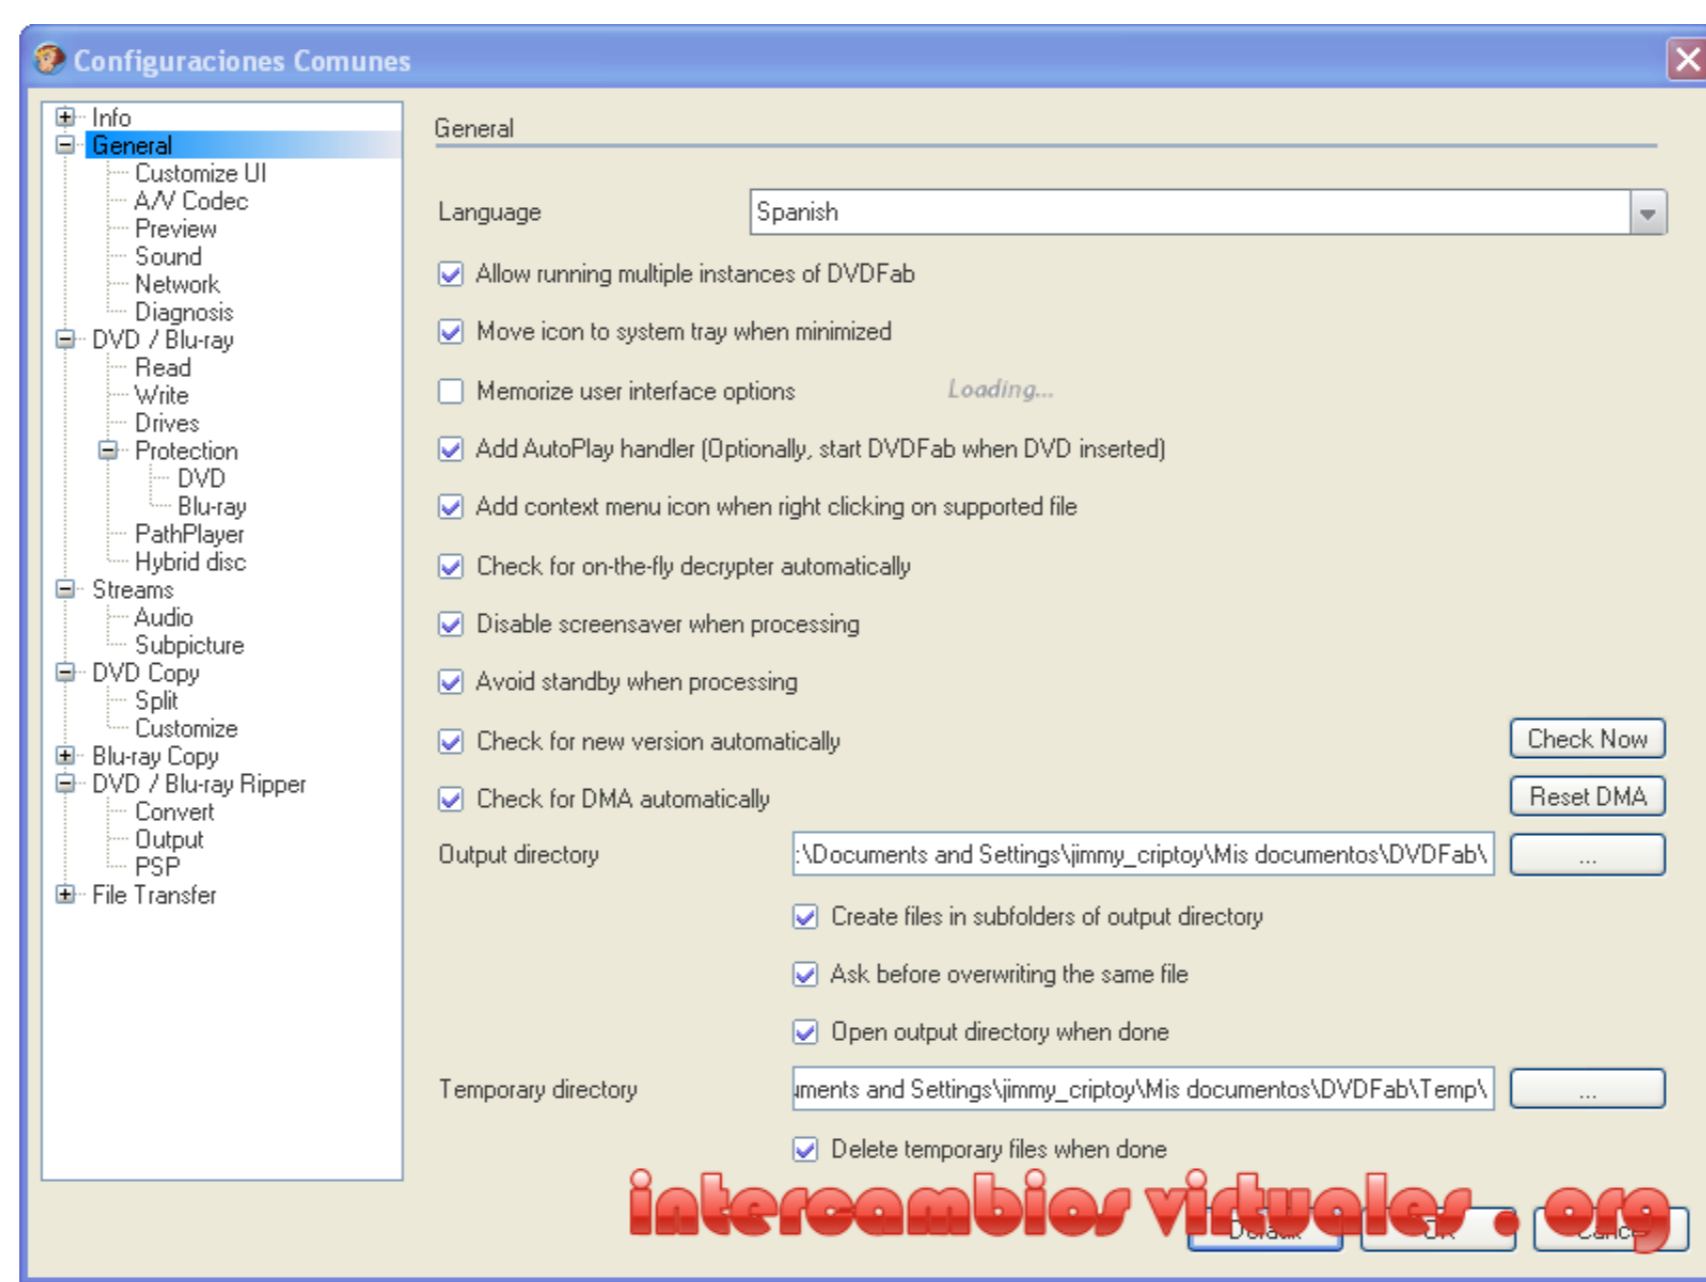 Configuraciones Comunes
Info
General
Customize UI
A/V Codec
Preview
Sound
Network
Diagnosis
DVD / Blu-ray
Read
Write
Drives
Protection
DVD
Blu-ray
PathPlayer
Hybrid disc
Streams
Audio
Subpicture
DVD Copy
Split
Customize
Blu-ray Copy
DVD / Blu-ray Ripper
Convert
Output
PSP
File Transfer
General
Language Spanish
Allow running multiple instances of DVDFab
Move icon to system tray when minimized
Memorize user interface options Loading...
Add AutoPlay handler (Optionally, start DVDFab when DVD inserted)
Add context menu icon when right clicking on supported file
Check for on-the-fly decrypter automatically
Disable screensaver when processing
Avoid standby when processing
Check for new version automatically Check Now
Check for DMA automatically Reset DMA
Output directory :\Documents and Settings\jimmy_criptoy\Mis documentos\DVDFab\ ...
Create files in subfolders of output directory
Ask before overwriting the same file
Open output directory when done
Temporary directory uments and Settings\jimmy_criptoy\Mis documentos\DVDFab\Temp\ ...
Delete temporary files when done
intercambios virtuales . org
Default OK Cancel